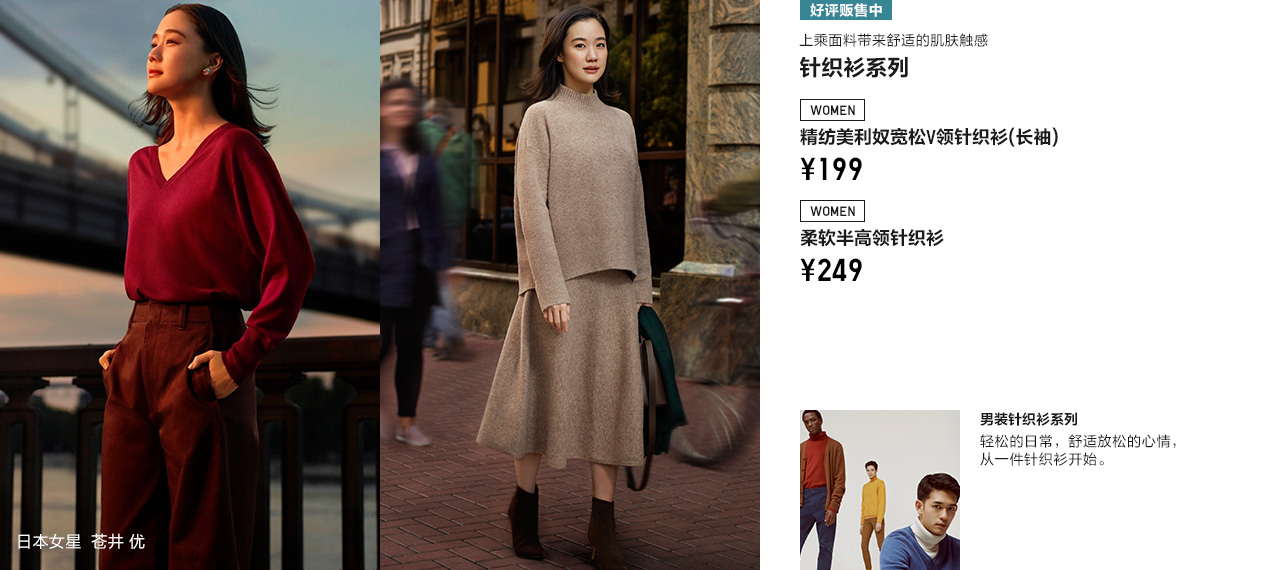 日本女星 苍井 优
好评贩售中
上乘面料带来舒适的肌肤触感
针织衫系列
WOMEN
精纺美利奴宽松V领针织衫(长袖)
¥199
WOMEN
柔软半高领针织衫
¥249
男装针织衫系列
轻松的日常，舒适放松的心情，
从一件针织衫开始。